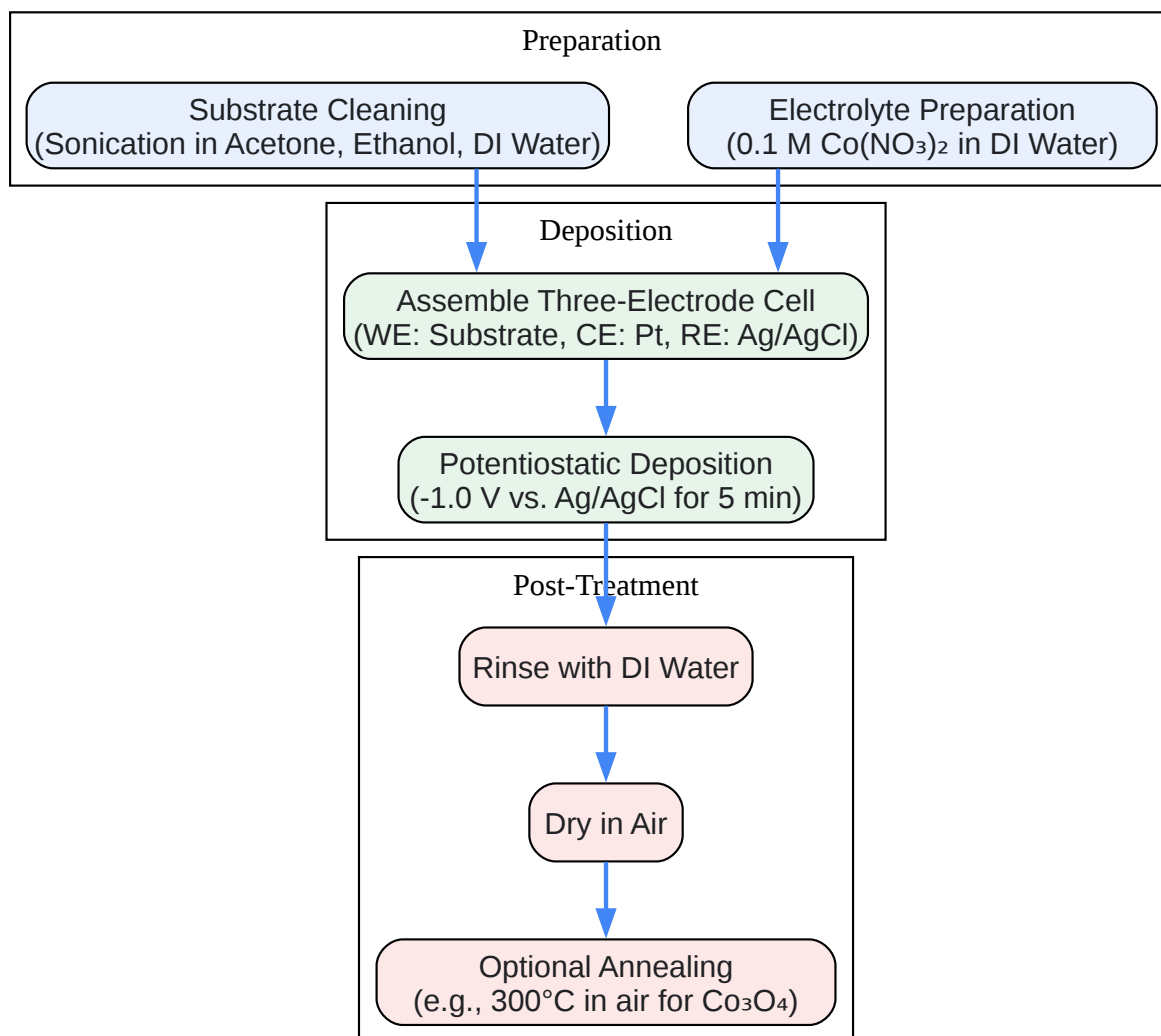 Preparation
Substrate Cleaning
(Sonication in Acetone, Ethanol, DI Water)
Electrolyte Preparation
(0.1 M Co(NO₃)₂ in DI Water)
Deposition
Assemble Three-Electrode Cell
(WE: Substrate, CE: Pt, RE: Ag/AgCl)
Potentiostatic Deposition
(-1.0 V vs. Ag/AgCl for 5 min)
Post-Treatment
Rinse with DI Water
Dry in Air
Optional Annealing
(e.g., 300°C in air for Co₃O₄)